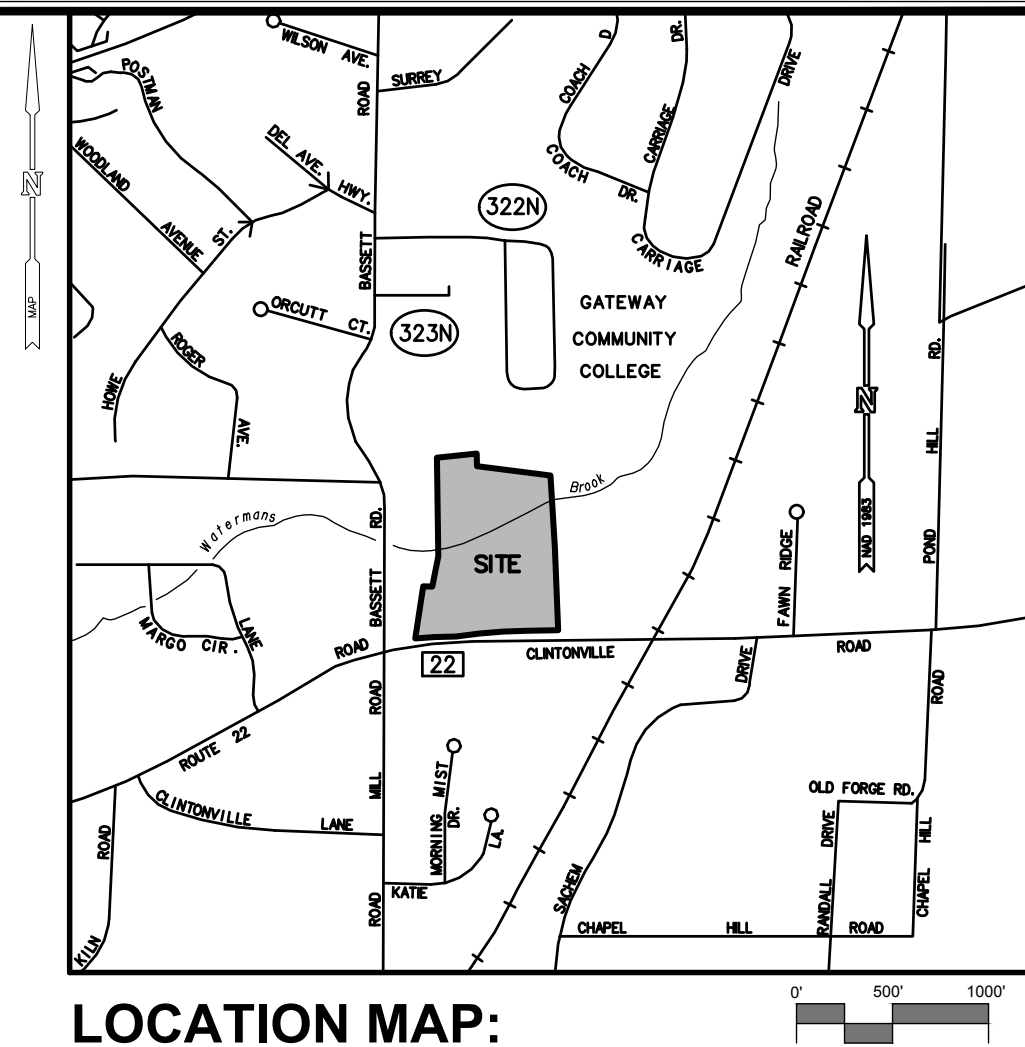 WILSON AVE.
SURREY
ROAD
COACH D
CARRIAGE DR.
DRIVE
COACH DR.
CARRIAGE
POSTMAN
WOODLAND
AVENUE
ST.
DEL AVE.
HWY.
BASSETT
N
MAP
322N
323N
ORCUTT CT.
ROGER
AVE.
HOWE
GATEWAY
COMMUNITY
COLLEGE
RAILROAD
N
NAD 1983
RD.
HILL
POND
Brook
Watermans
SITE
RD.
BASSETT
FAWN RIDGE
MARGO CIR.
LANE
ROAD
22
CLINTONVILLE
ROAD
DRIVE
ROAD
ROUTE 22
ROAD
MILL
ROAD
CLINTONVILLE LANE
ROAD
KILN
MORNING MIST
DR.
LA.
KATIE
SACHEM
OLD FORGE RD.
DRIVE
RANDALL
HILL
CHAPEL
CHAPEL HILL ROAD
LOCATION MAP:
0' 500' 1000'